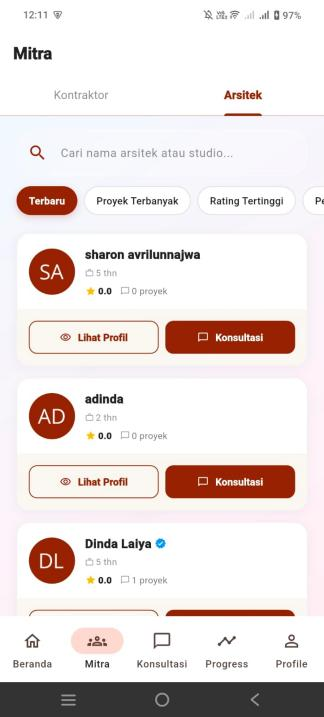 12:11
97%
Mitra
Kontraktor Arsitek
Cari nama arsitek atau studio...
Terbaru Proyek Terbanyak Rating Tertinggi Pe
SA
sharon avrilunnajwa
5 thn
0.0 0 proyek
Lihat Profil Konsultasi
AD
adinda
2 thn
0.0 0 proyek
Lihat Profil Konsultasi
DL
Dinda Laiya
5 thn
0.0 1 proyek
Beranda Mitra Konsultasi Progress Profile